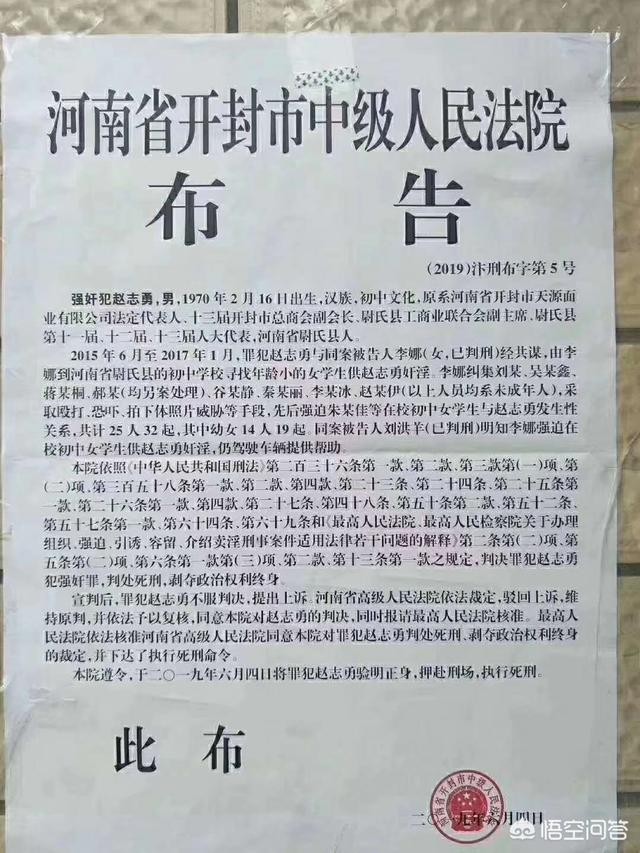 河南省开封市中级人民法院
布告
(2019)汴刑布字第5号
强奸犯赵志勇,男,1970年2月16日出生,汉族,初中文化,原系河南省开封市天源面
业有限公司法定代表人、十三届开封市总商会副会长、尉氏县工商业联合会副主席、尉氏县
第十一届、十二届、十三届人大代表,河南省尉氏县人。
2015年6月至2017年1月,罪犯赵志勇与同案被告人李娜(女,已判刑)经共谋,由李
娜到河南省尉氏县的初中学校寻找年龄小的女学生供赵志勇奸淫。李娜纠集刘某、吴某鑫、
蒋某桐、郝某(均另案处理)、谷某静、秦某丽、李某冰、赵某伊(以上人员均系未成年人),采
取殴打、恐吓、拍下体照片威胁等手段,先后强迫朱某佳等在校初中女学生与赵志勇发生性
关系,共计25人32起,其中幼女14人19起。同案被告人刘洪洋(已判刑)明知李娜强迫在
校初中女学生供赵志勇奸淫,仍驾驶车辆提供帮助。
本院依照《中华人民共和国刑法》第二百三十六条第一款、第二款、第三款第(一)项、第
(二)项、第三百五十八条第一款、第二款、第四款、第二十三条、第二十四条、第二十五条第
一款、第二十六条第一款、第四款、第二十七条、第四十八条、第五十条第二款、第五十二条、
第五十七条第一款、第六十四条、第六十九条和《最高人民法院、最高人民检察院关于办理
组织、强迫、引诱、容留、介绍卖淫刑事案件适用法律若干问题的解释》第二条第(二)项、第
五条第(二)项、第六条第一款第(三)项、第二款、第十三条第一款之规定,判决罪犯赵志勇
犯强奸罪,判处死刑,剥夺政治权利终身。
宣判后,罪犯赵志勇不服判决,提出上诉。河南省高级人民法院依法裁定,驳回上诉,维
持原判,并依法予以复核,同意本院对赵志勇的判决,同时报请最高人民法院核准。最高人
民法院依法核准河南省高级人民法院同意本院对罪犯赵志勇判处死刑、剥夺政治权利终身
的裁定,并下达了执行死刑命令。
本院遵令,于二〇一九年六月四日将罪犯赵志勇验明正身,押赴刑场,执行死刑。
此布
河南省开封市中级人民法院
二〇一九年六月四日
悟空问答